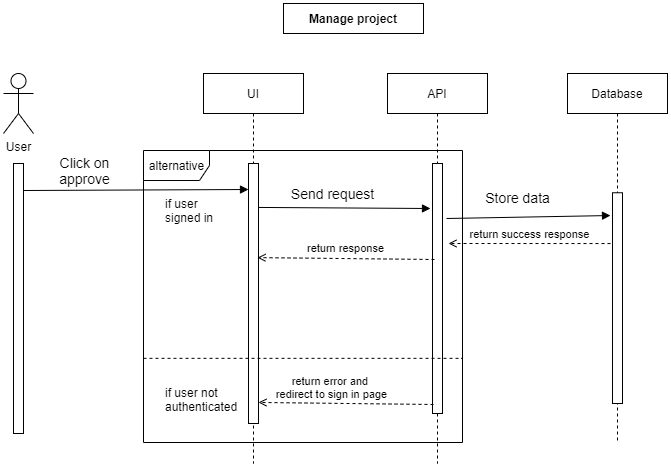 Manage project
UI
API
Database
User
Click on
approve
alternative
if user
signed in
Send request
Store data
return success response
return response
return error and
redirect to sign in page
if user not
authenticated